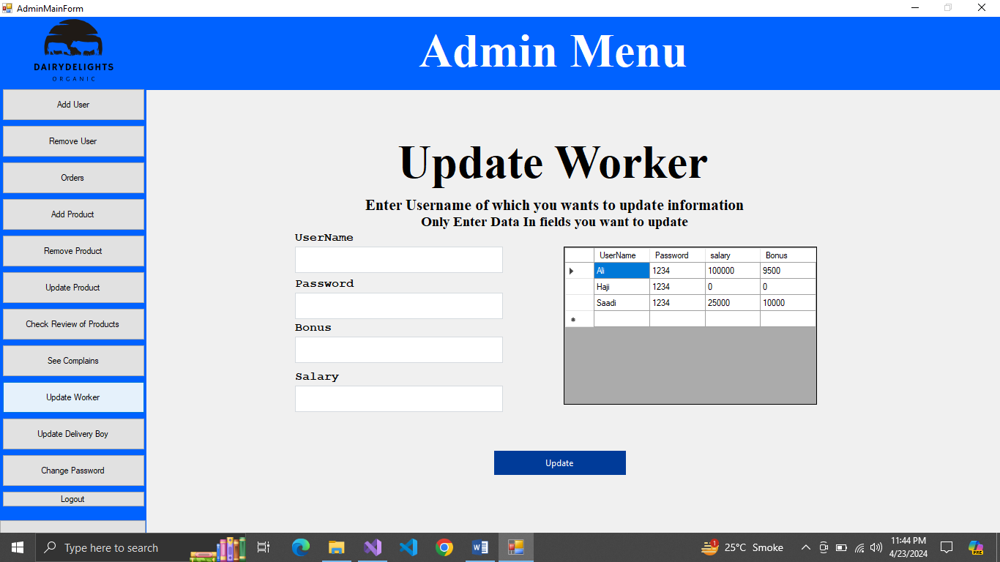 AdminMainForm
DAIRYDELIGHTS
ORGANIC
Admin Menu
Add User
Remove User
Orders
Add Product
Remove Product
Update Product
Check Review of Products
See Complains
Update Worker
Update Delivery Boy
Change Password
Logout
Update Worker
Enter Username of which you wants to update information
Only Enter Data In fields you want to update
UserName
Password
Bonus
Salary
UserName Password salary Bonus
Ali 1234 100000 9500
Haji 1234 0 0
Saadi 1234 25000 10000
Update
Type here to search
1
25°C Smoke
11:44 PM
4/23/2024
PRE